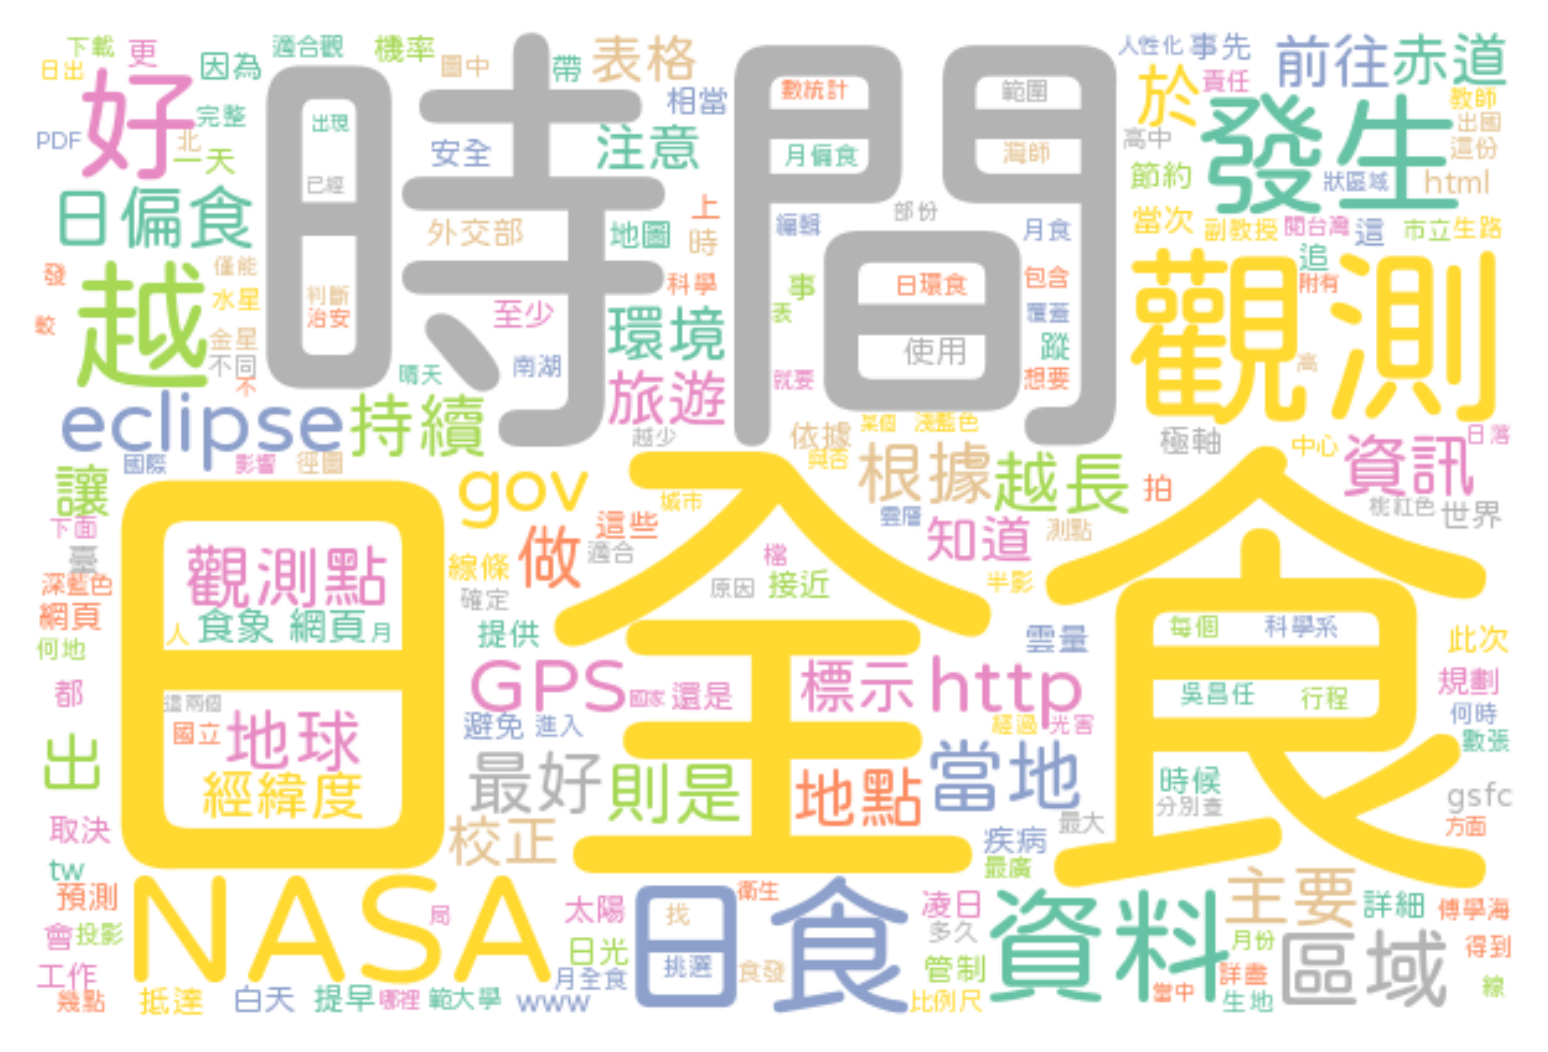 下載 更 適合觀 機率 圖中 帶 表格 人性化 事先 前往 赤道
日出 因為 時間 相當 數統計 範圍 於 責任 教師
好 完整 出現 注意 月偏食 灣師 高中 發生 出國
PDF 北 一天 已經 安全 節約 狀區域 html 這份
日偏食 外交部 地圖 上 時 編輯 部份 月食 當次 副教授 閱台灣 這 市立 生路
發 僅能 水星 判斷 治安 科學 事 日環食 包含 追 附有
較 越 金星 至少 環境 表 覆蓋 觀測
不同 不 晴天 南湖 旅遊 就要 使用 蹤 想要 高
eclipse 持續 越少 依據 某個 淺藍色 極軸 中心 資訊 日落
讓 國際 影響 徑圖 gov 城市 與否 根據 越長 拍 桃紅色 世界
下面 這些 雲層 知道 測點
臺 觀測點 做 適合 檔
深藍色 線條 原因 接近 半影
網頁 人 食象 網頁 月 確定 提供 雲量 每個 科學系 此次
何地 日全食
都 這兩個 GPS 國家 還是 標示 http 吳昌任 行程 規劃
國立 地球 避免 進入 經過 光害 何時
出 經緯度 最好 則是 地點 當地 時候 數張
取決 校正 最大 分別查 gsfc 方面
tw 疾病 最廣
預測 NASA 局 太陽 日食 衛生 找 凌日 資料 主要 詳細 傅學海
會 投影 日光 多久 月份 區域 得到
工作 月全食 挑選 食發 管制 詳盡
幾點 抵達 白天 提早 哪裡 範大學 www 比例尺 當中 生地 線